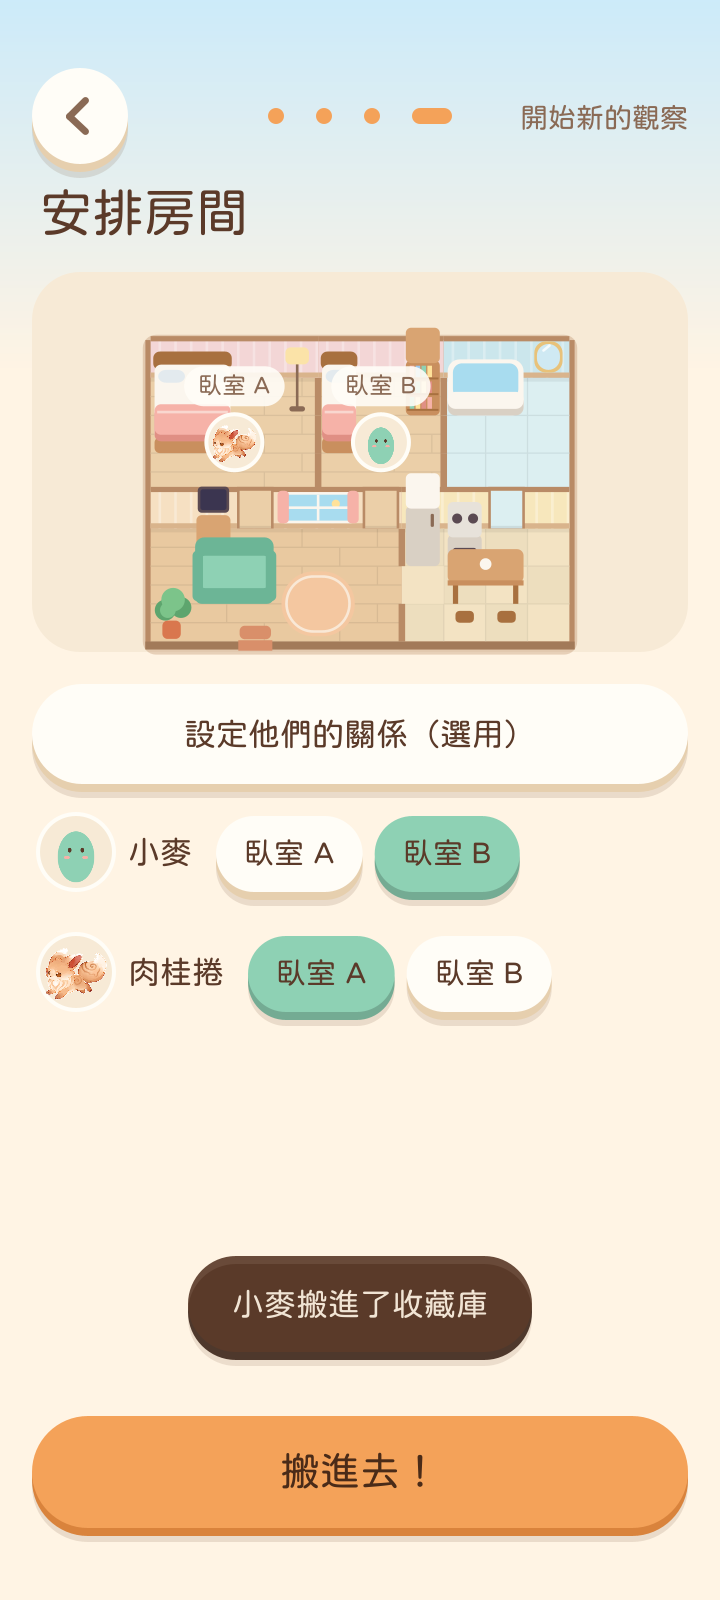 開始新的觀察
安排房間
臥室 A
臥室 B
設定他們的關係（選用）
小麥 臥室 A 臥室 B
肉桂捲 臥室 A 臥室 B
小麥搬進了收藏庫
搬進去！